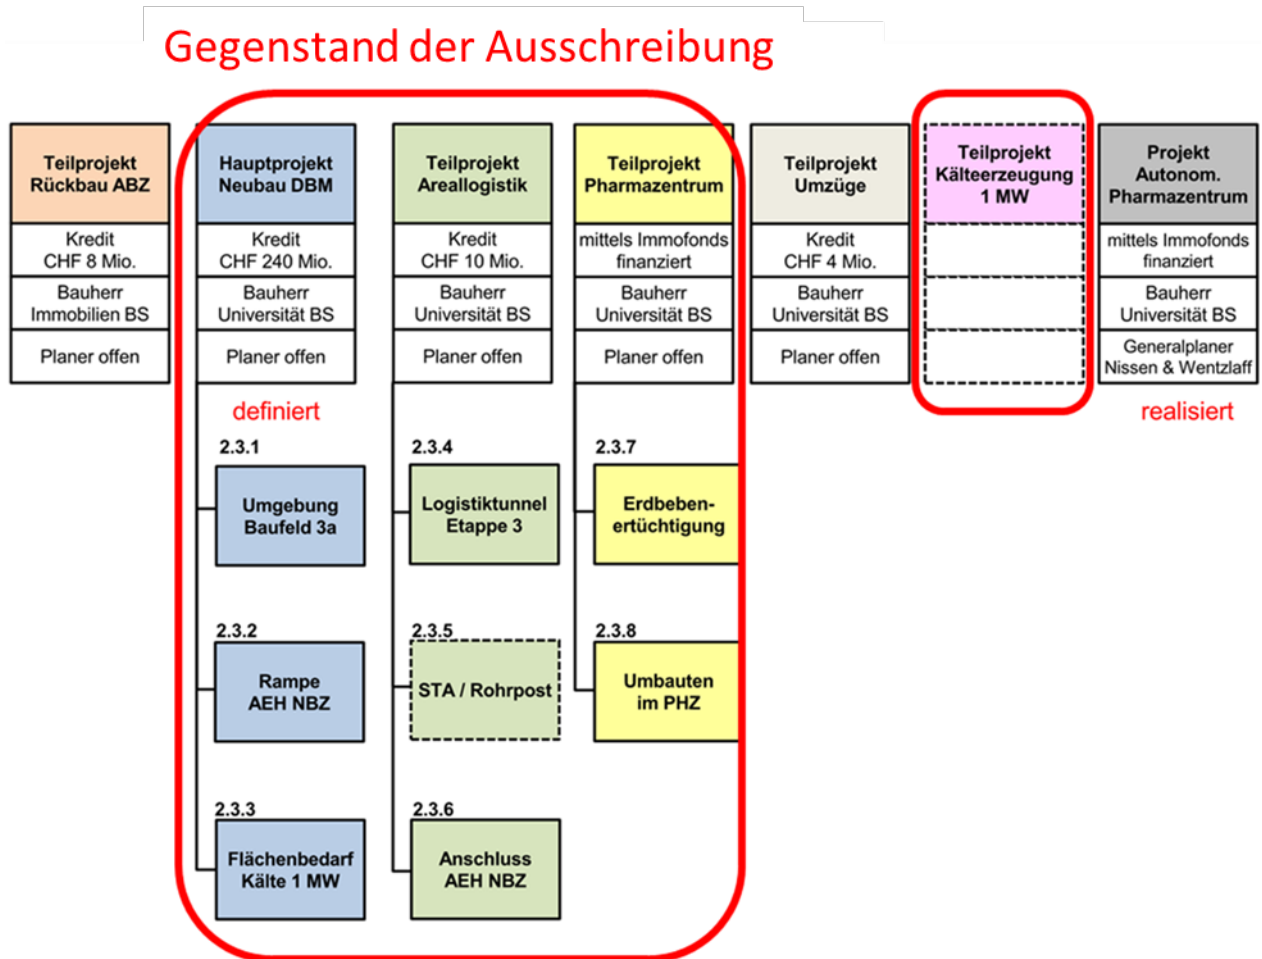 Gegenstand der Ausschreibung
Teilprojekt
Rückbau ABZ
Kredit
CHF 8 Mio.
Bauherr
Immobilien BS
Planer offen
Hauptprojekt
Neubau DBM
Kredit
CHF 240 Mio.
Bauherr
Universität BS
Planer offen
definiert
2.3.1
Umgebung
Baufeld 3a
2.3.2
Rampe
AEH NBZ
2.3.3
Flächenbedarf
Kälte 1 MW
Teilprojekt
Areallogistik
Kredit
CHF 10 Mio.
Bauherr
Universität BS
Planer offen
2.3.4
Logistiktunnel
Etappe 3
2.3.5
STA / Rohrpost
2.3.6
Anschluss
AEH NBZ
Teilprojekt
Pharmazentrum
mittels Immofonds
finanziert
Bauherr
Universität BS
Planer offen
2.3.7
Erdbeben-
ertüchtigung
2.3.8
Umbauten
im PHZ
Teilprojekt
Umzüge
Kredit
CHF 4 Mio.
Bauherr
Universität BS
Planer offen
Teilprojekt
Kälteerzeugung
1 MW
Projekt
Autonom.
Pharmazentrum
mittels Immofonds
finanziert
Bauherr
Universität BS
Generalplaner
Nissen & Wentzlaff
realisiert